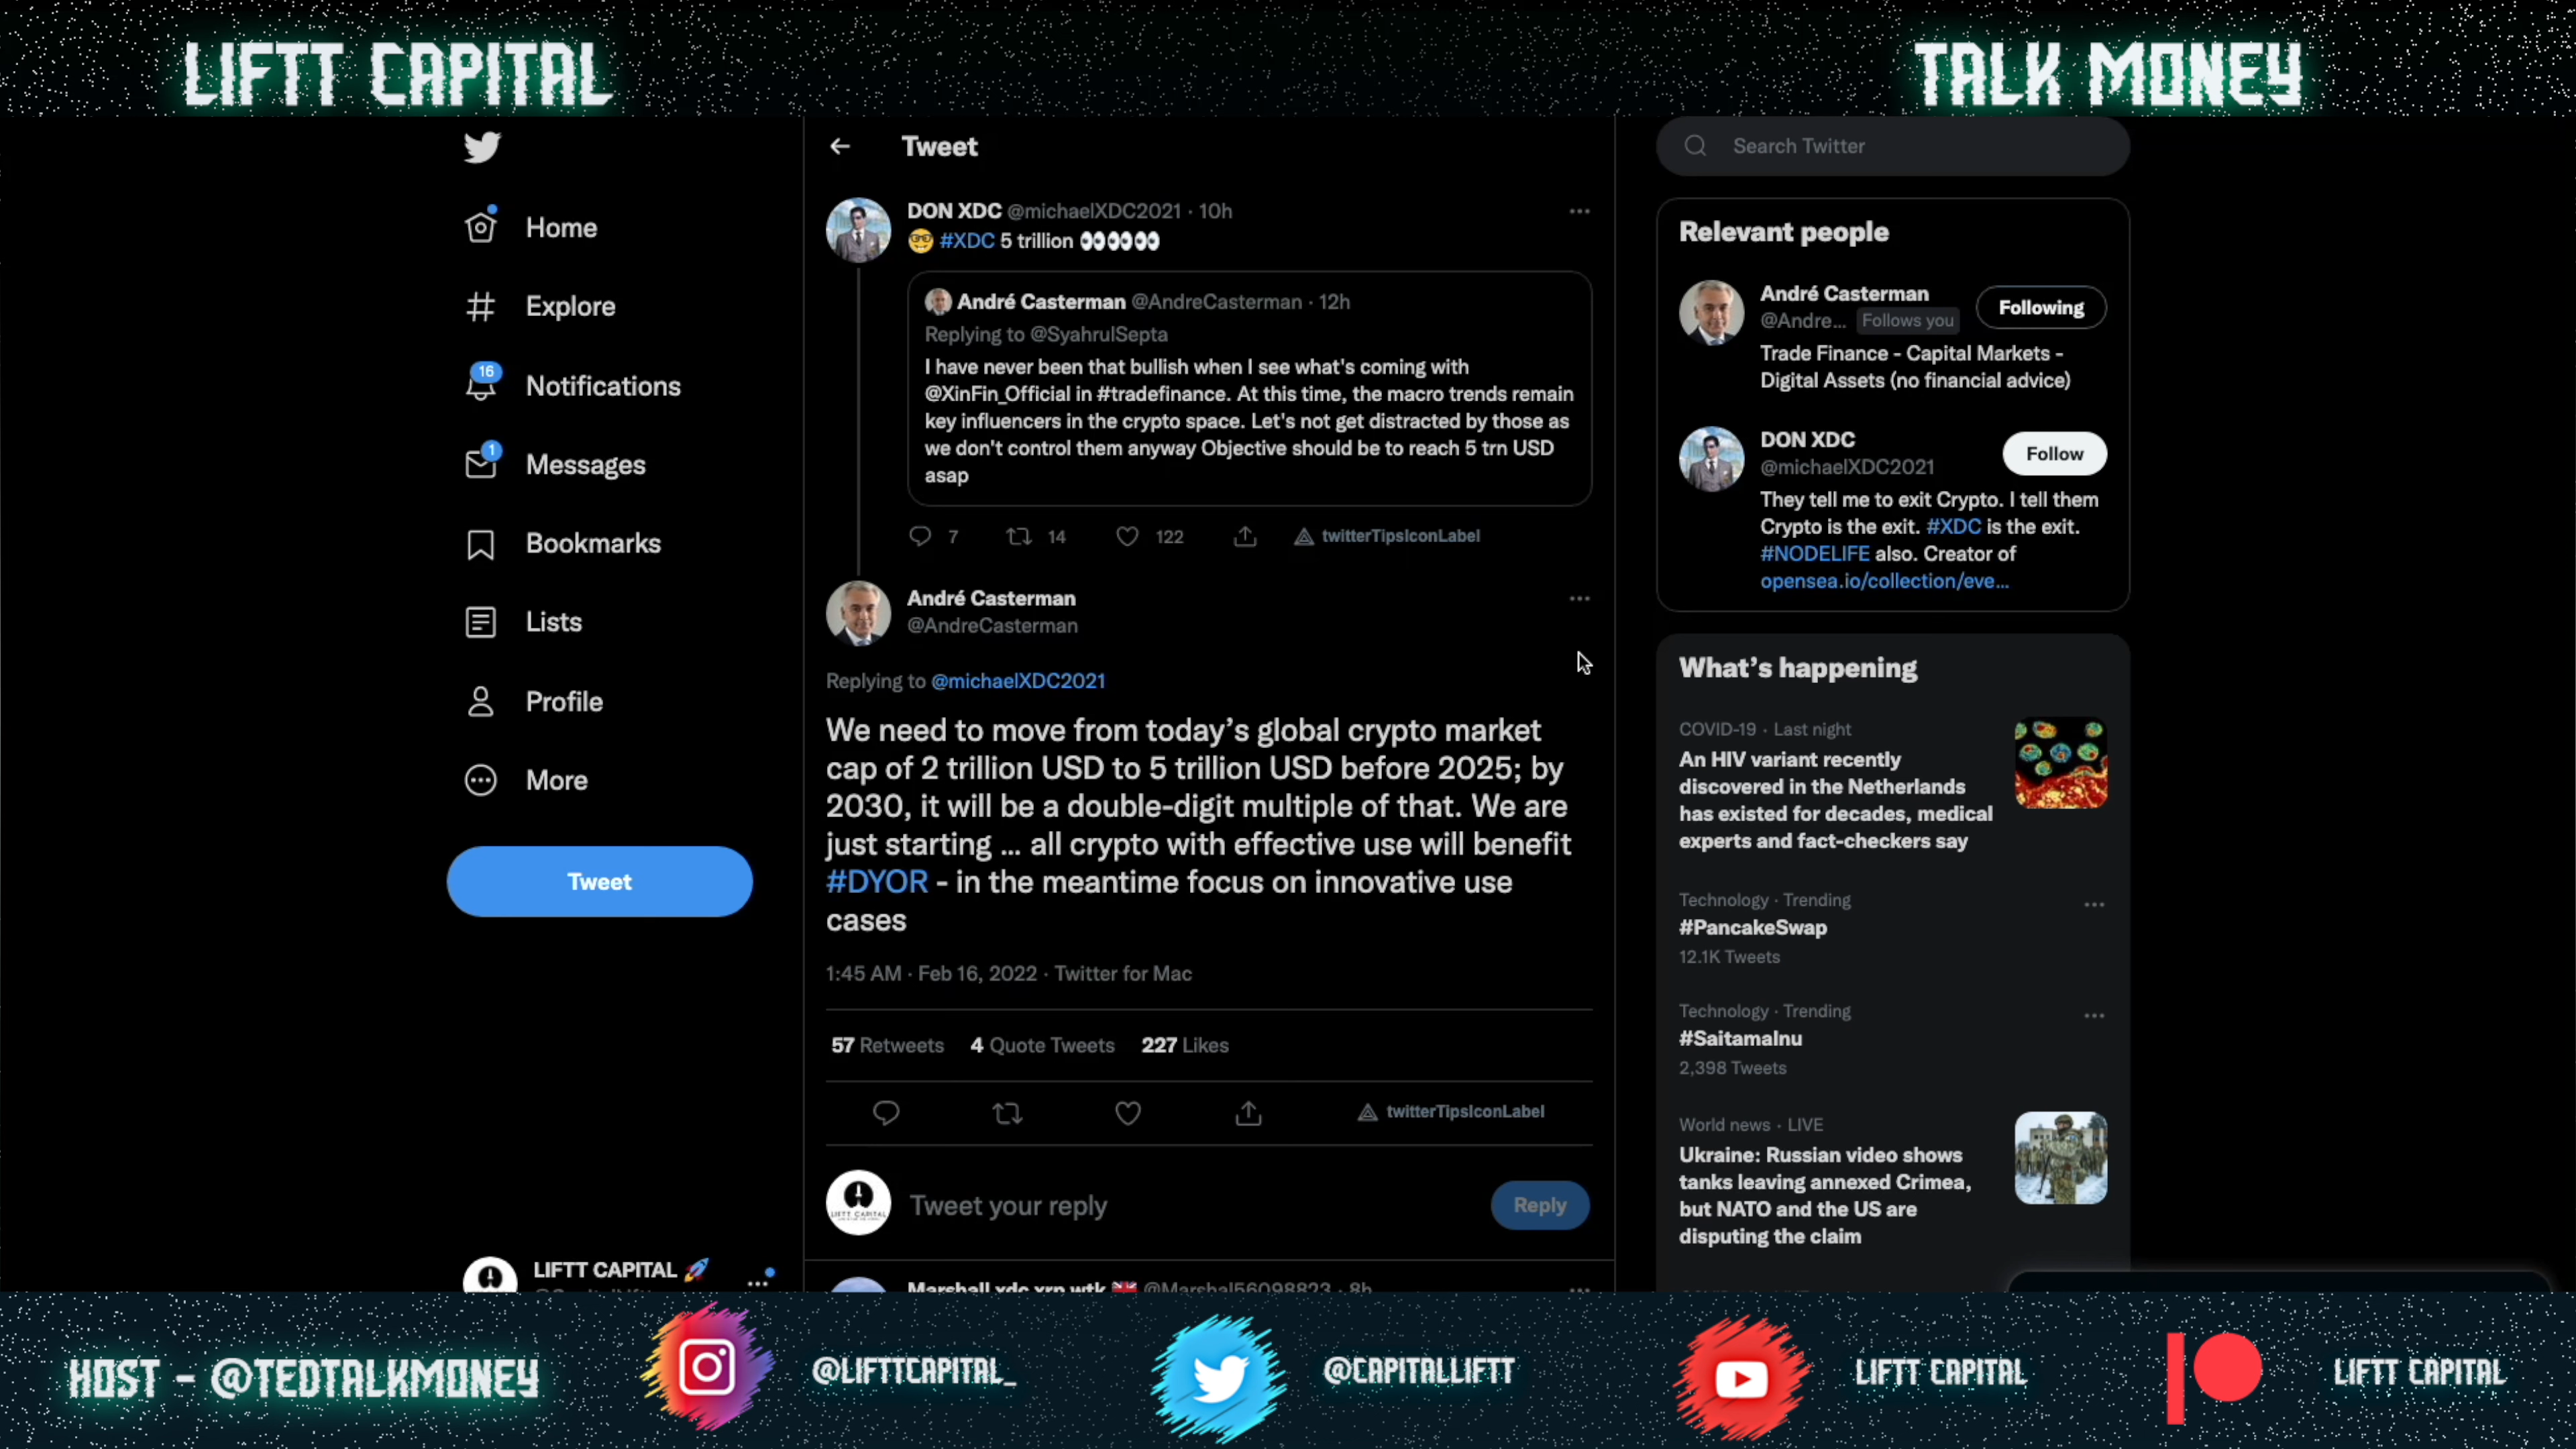 LIFTT CAPITAL
TALK MONEY
Home
Explore
16
Notifications
1
Messages
Bookmarks
Lists
Profile
More
Tweet
LIFTT CAPITAL
Tweet
DON XDC @michaelXDC2021 · 10h
#XDC 5 trillion
André Casterman @AndreCasterman · 12h
Replying to @SyahrulSepta
I have never been that bullish when I see what's coming with
@XinFin_Official in #tradefinance. At this time, the macro trends remain
key influencers in the crypto space. Let's not get distracted by those as
we don't control them anyway Objective should be to reach 5 trn USD
asap
7 14 122 twitterTipsIconLabel
André Casterman
@AndreCasterman
Replying to @michaelXDC2021
We need to move from today’s global crypto market
cap of 2 trillion USD to 5 trillion USD before 2025; by
2030, it will be a double-digit multiple of that. We are
just starting ... all crypto with effective use will benefit
#DYOR - in the meantime focus on innovative use
cases
1:45 AM · Feb 16, 2022 · Twitter for Mac
57 Retweets 4 Quote Tweets 227 Likes
twitterTipsIconLabel
LIFTT CAPITAL
Tweet your reply
Reply
Marshall xdc xrp wtk @Marshal56098823 · 8h
Search Twitter
Relevant people
André Casterman
@Andre... Follows you
Following
Trade Finance - Capital Markets -
Digital Assets (no financial advice)
DON XDC
@michaelXDC2021
Follow
They tell me to exit Crypto. I tell them
Crypto is the exit. #XDC is the exit.
#NODELIFE also. Creator of
opensea.io/collection/eve...
What’s happening
COVID-19 · Last night
An HIV variant recently
discovered in the Netherlands
has existed for decades, medical
experts and fact-checkers say
Technology · Trending
#PancakeSwap
12.1K Tweets
Technology · Trending
#SaitamaInu
2,398 Tweets
World news · LIVE
Ukraine: Russian video shows
tanks leaving annexed Crimea,
but NATO and the US are
disputing the claim
HOST - @TEDTALKMONEY
@LIFTTCAPITAL_
@CAPITALLIFTT
LIFTT CAPITAL
LIFTT CAPITAL